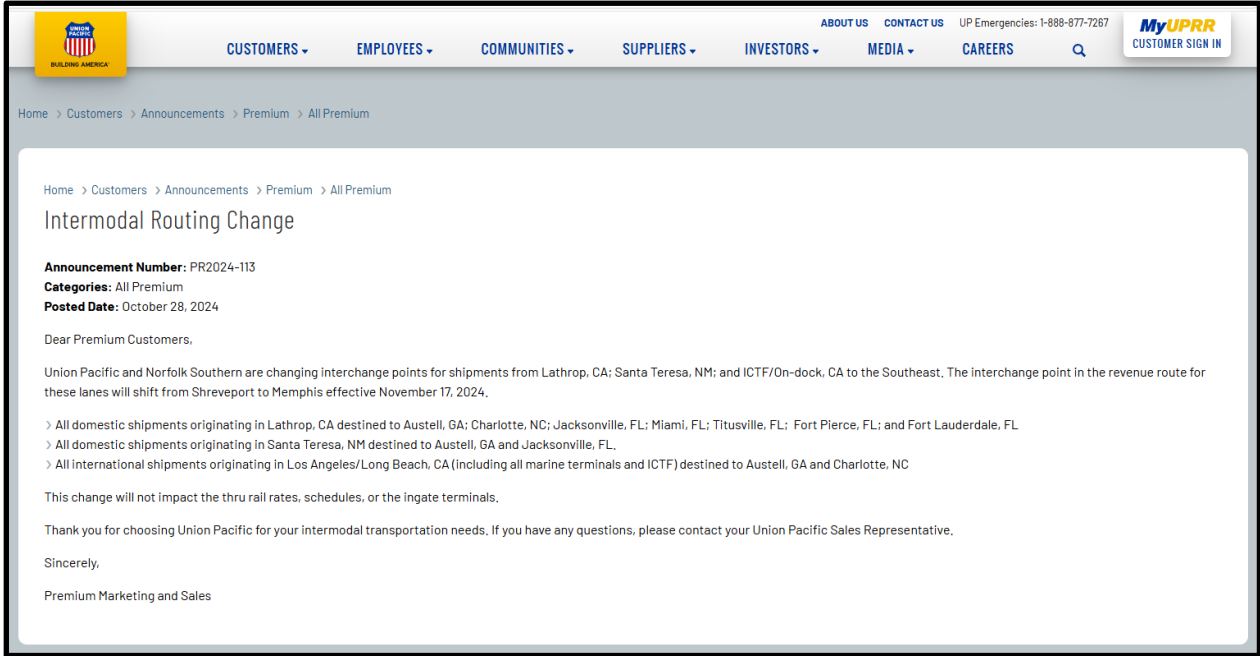 UNION
PACIFIC
BUILDING AMERICA®
ABOUT US CONTACT US UP Emergencies: 1-888-877-7267
CUSTOMERS EMPLOYEES COMMUNITIES SUPPLIERS INVESTORS MEDIA CAREERS
MyUPRR
CUSTOMER SIGN IN
Home > Customers > Announcements > Premium > All Premium
Home > Customers > Announcements > Premium > All Premium
Intermodal Routing Change
Announcement Number: PR2024-113
Categories: All Premium
Posted Date: October 28, 2024
Dear Premium Customers,
Union Pacific and Norfolk Southern are changing interchange points for shipments from Lathrop, CA; Santa Teresa, NM; and ICTF/On-dock, CA to the Southeast. The interchange point in the revenue route for
these lanes will shift from Shreveport to Memphis effective November 17, 2024.
> All domestic shipments originating in Lathrop, CA destined to Austell, GA; Charlotte, NC; Jacksonville, FL; Miami, FL; Titusville, FL; Fort Pierce, FL; and Fort Lauderdale, FL
> All domestic shipments originating in Santa Teresa, NM destined to Austell, GA and Jacksonville, FL.
> All international shipments originating in Los Angeles/Long Beach, CA (including all marine terminals and ICTF) destined to Austell, GA and Charlotte, NC
This change will not impact the thru rail rates, schedules, or the ingate terminals.
Thank you for choosing Union Pacific for your intermodal transportation needs. If you have any questions, please contact your Union Pacific Sales Representative.
Sincerely,
Premium Marketing and Sales